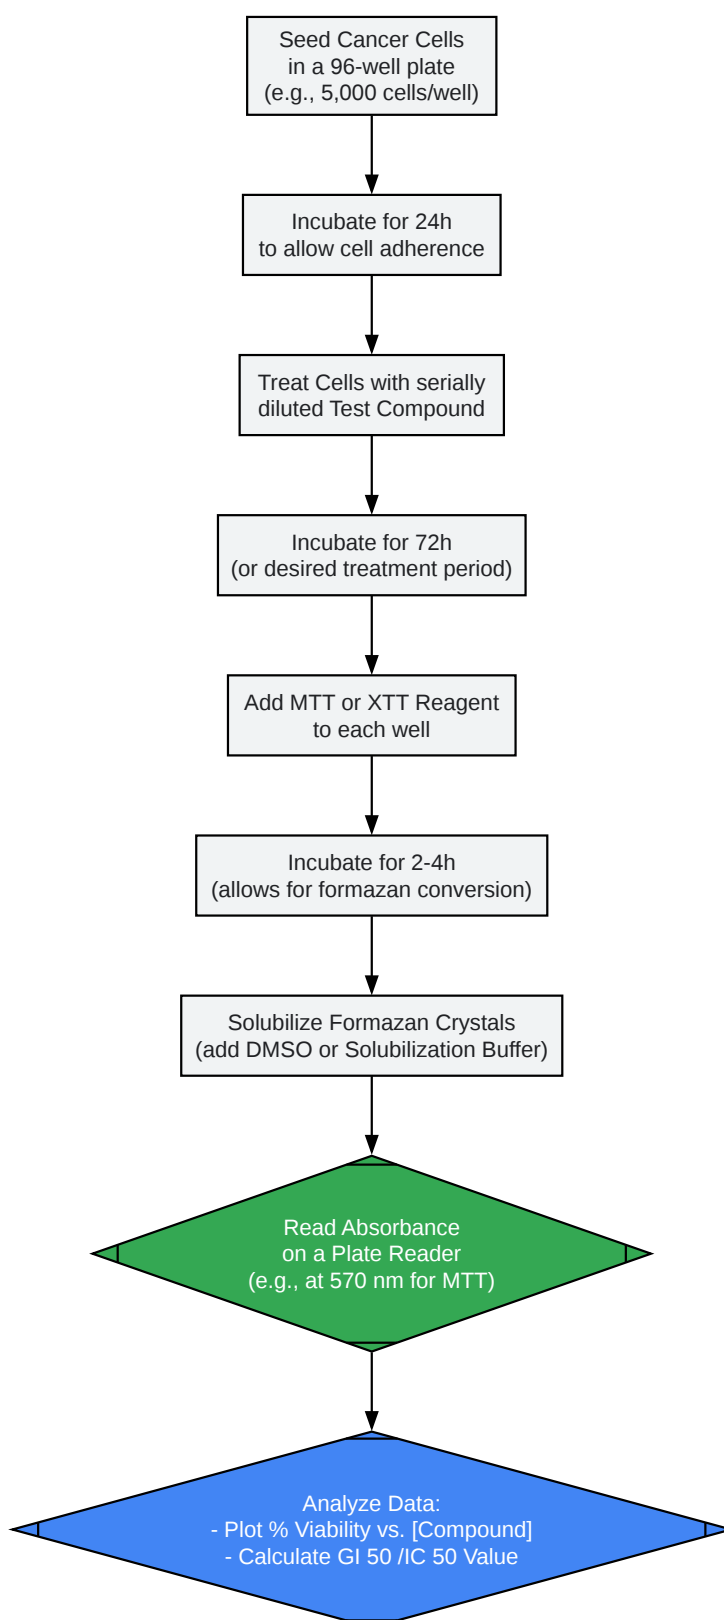 Seed Cancer Cells
in a 96-well plate
(e.g., 5,000 cells/well)
Incubate for 24h
to allow cell adherence
Treat Cells with serially
diluted Test Compound
Incubate for 72h
(or desired treatment period)
Add MTT or XTT Reagent
to each well
Incubate for 2-4h
(allows for formazan conversion)
Solubilize Formazan Crystals
(add DMSO or Solubilization Buffer)
Read Absorbance
on a Plate Reader
(e.g., at 570 nm for MTT)
Analyze Data:
- Plot % Viability vs. [Compound]
- Calculate GI 50 /IC 50 Value